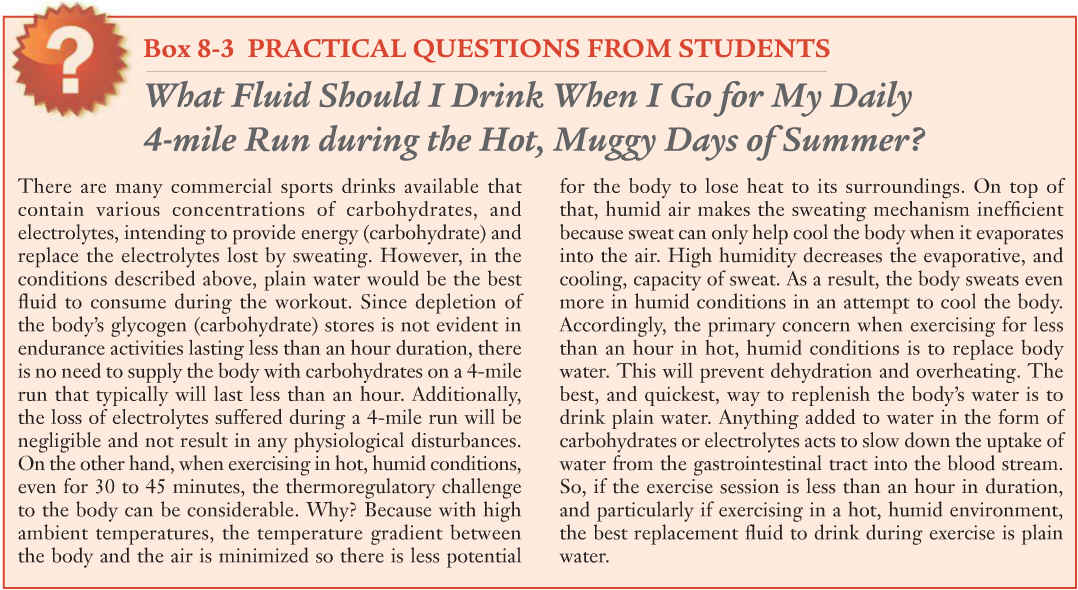 ?
Box 8-3 PRACTICAL QUESTIONS FROM STUDENTS
What Fluid Should I Drink When I Go for My Daily
4-mile Run during the Hot, Muggy Days of Summer?
There are many commercial sports drinks available that
contain various concentrations of carbohydrates, and
electrolytes, intending to provide energy (carbohydrate) and
replace the electrolytes lost by sweating. However, in the
conditions described above, plain water would be the best
fluid to consume during the workout. Since depletion of
the body's glycogen (carbohydrate) stores is not evident in
endurance activities lasting less than an hour duration, there
is no need to supply the body with carbohydrates on a 4-mile
run that typically will last less than an hour. Additionally,
the loss of electrolytes suffered during a 4-mile run will be
negligible and not result in any physiological disturbances.
On the other hand, when exercising in hot, humid conditions,
even for 30 to 45 minutes, the thermoregulatory challenge
to the body can be considerable. Why? Because with high
ambient temperatures, the temperature gradient between
the body and the air is minimized so there is less potential
for the body to lose heat to its surroundings. On top of
that, humid air makes the sweating mechanism inefficient
because sweat can only help cool the body when it evaporates
into the air. High humidity decreases the evaporative, and
cooling, capacity of sweat. As a result, the body sweats even
more in humid conditions in an attempt to cool the body.
Accordingly, the primary concern when exercising for less
than an hour in hot, humid conditions is to replace body
water. This will prevent dehydration and overheating. The
best, and quickest, way to replenish the body's water is to
drink plain water. Anything added to water in the form of
carbohydrates or electrolytes acts to slow down the uptake of
water from the gastrointestinal tract into the blood stream.
So, if the exercise session is less than an hour in duration,
and particularly if exercising in a hot, humid environment,
the best replacement fluid to drink during exercise is plain
water.